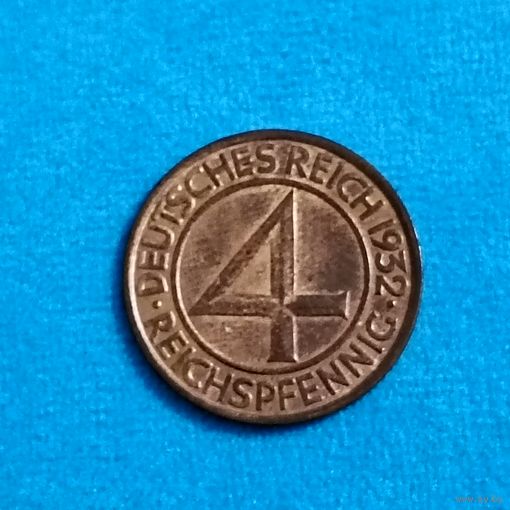 DEUTSCHES REICH 1932
· REICHSPFENNIG ·
4